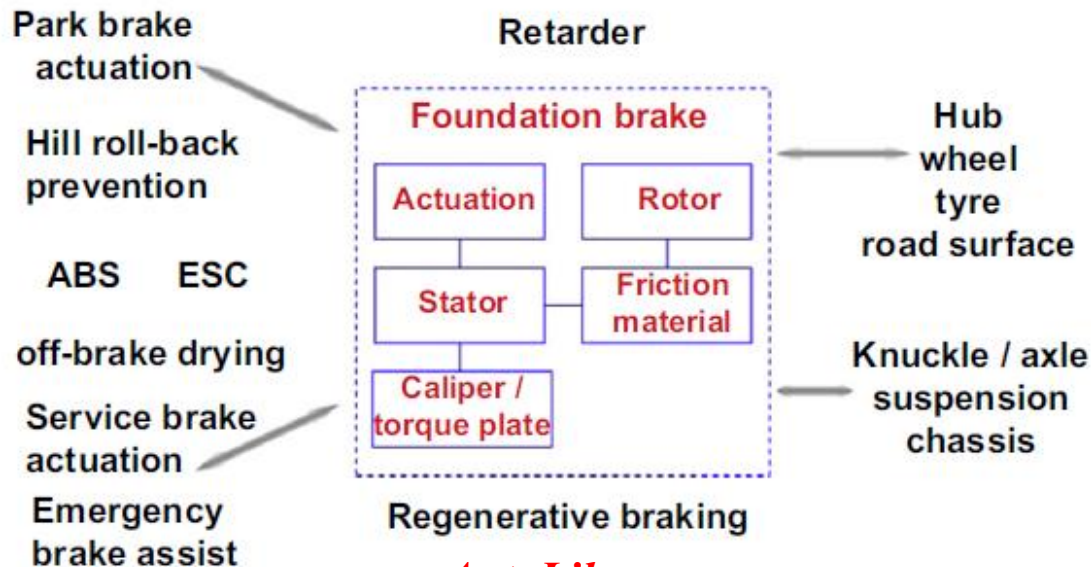 Park brake
actuation
Retarder
Hill roll-back
prevention
Foundation brake
Actuation
Rotor
Hub
wheel
tyre
road surface
ABS ESC
Stator
Friction
material
off-brake drying
Service brake
actuation
Caliper /
torque plate
Knuckle / axle
suspension
chassis
Emergency
brake assist
Regenerative braking